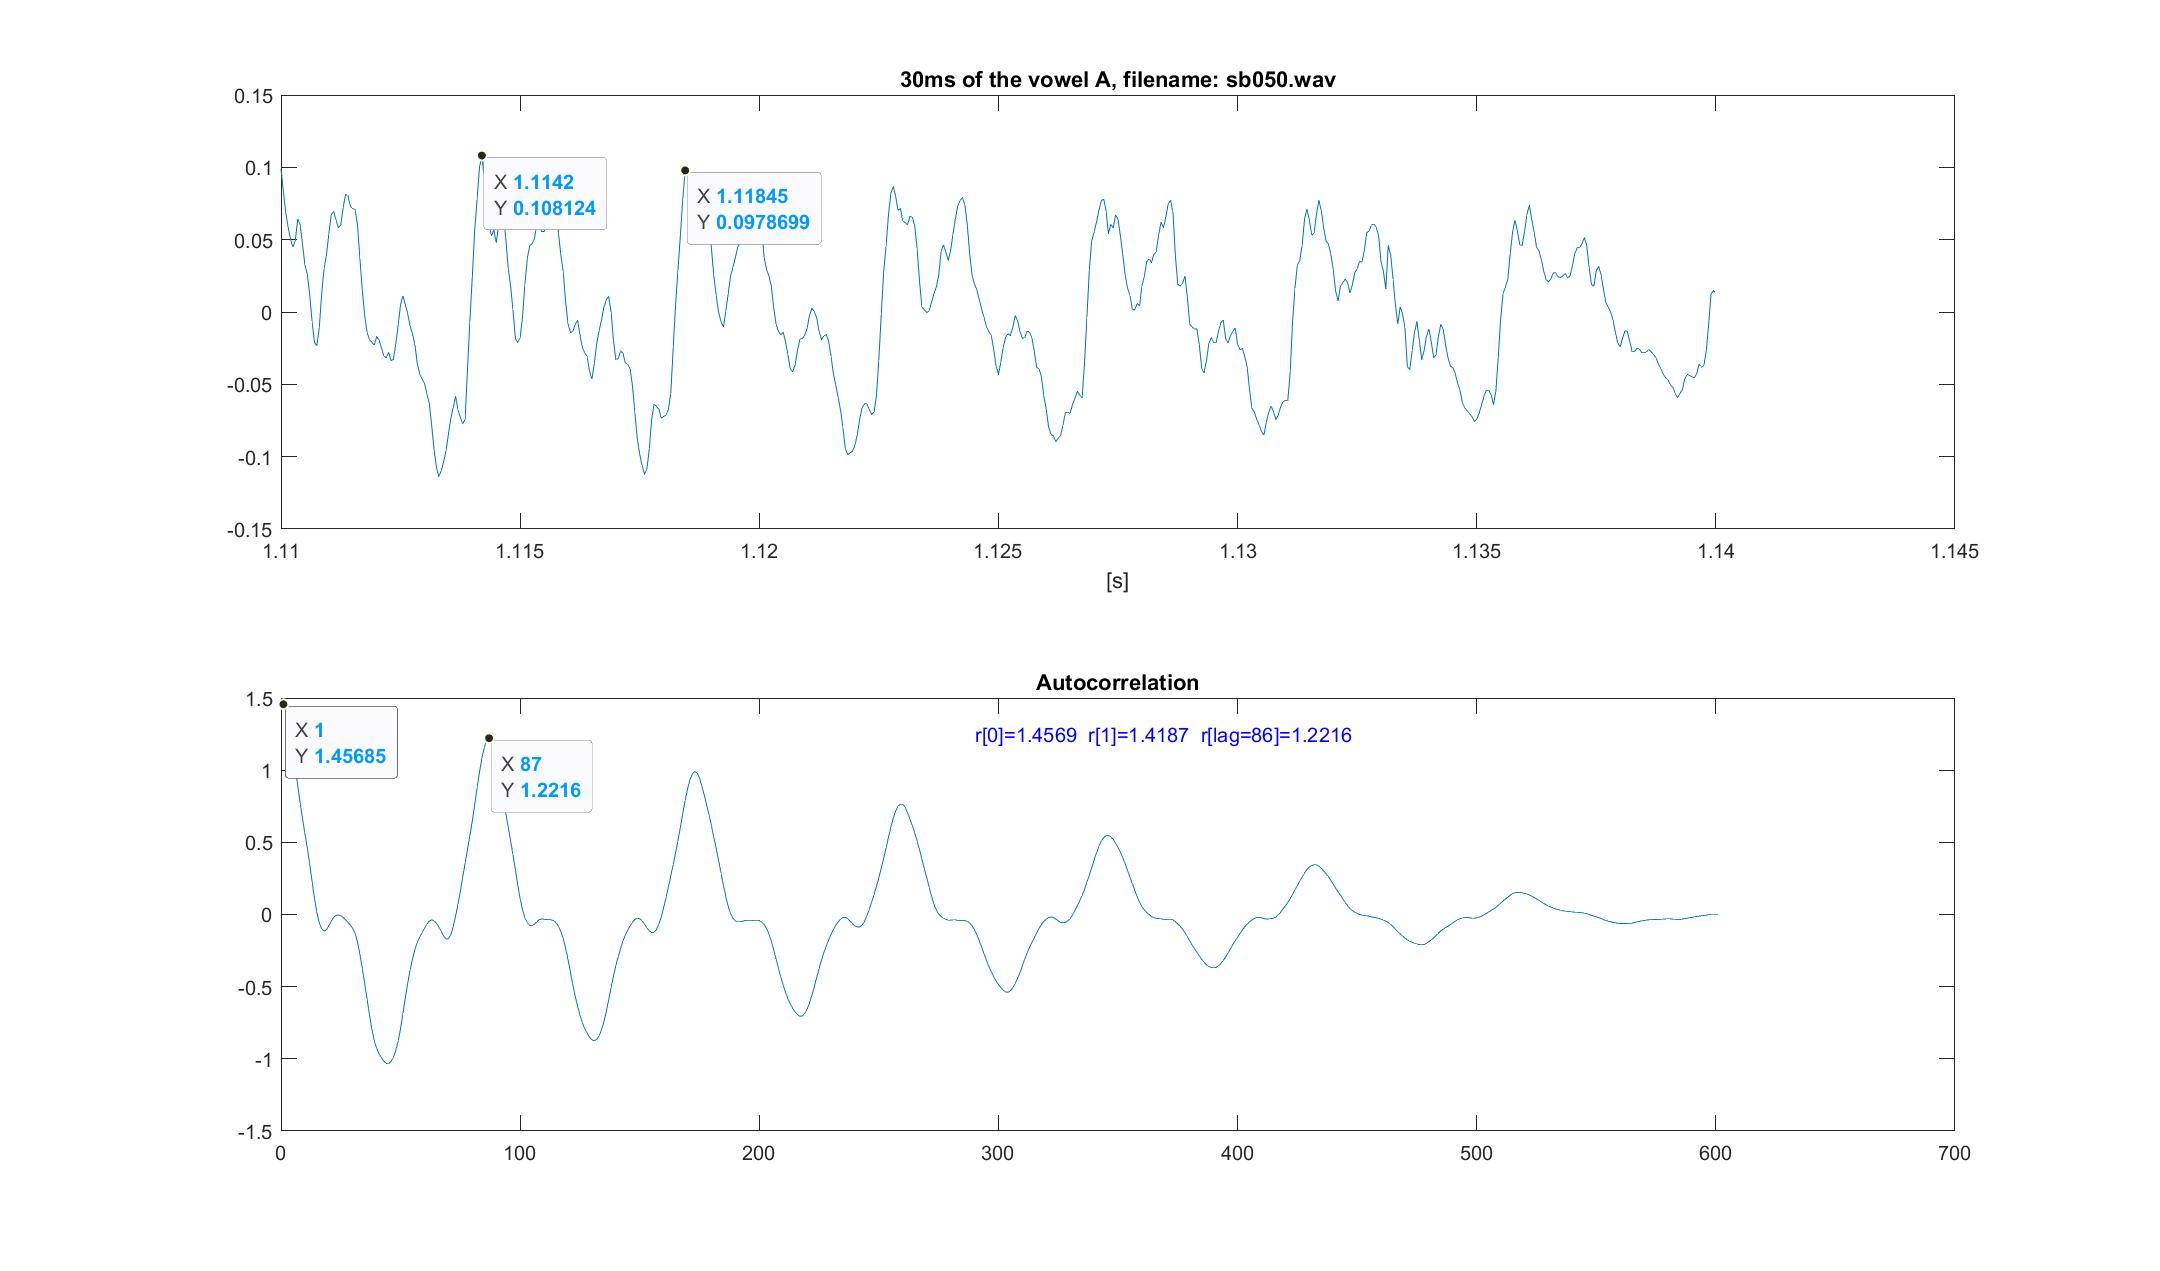 30ms of the vowel A, filename: sb050.wav
0.15
0.1
0.05
0
-0.05
-0.1
-0.15
X 1.1142
Y 0.108124
X 1.11845
Y 0.0978699
1.11 1.115 1.12 1.125 1.13 1.135 1.14 1.145
[s]
Autocorrelation
1.5
1
0.5
0
-0.5
-1
-1.5
X 1
Y 1.45685
X 87
Y 1.2216
r[0]=1.4569 r[1]=1.4187 r[lag=86]=1.2216
0 100 200 300 400 500 600 700